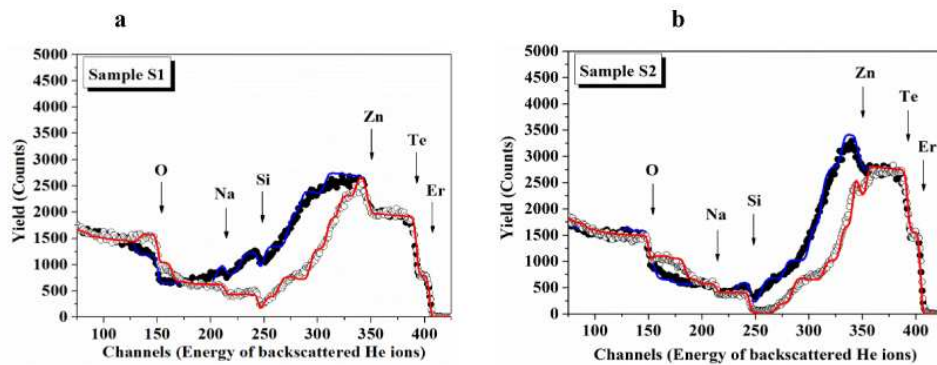 a
b
Sample S1
O
Na
Si
Zn
Te
Er
Yield (Counts)
5000
4500
4000
3500
3000
2500
2000
1500
1000
500
0
100 150 200 250 300 350 400
Channels (Energy of backscattered He ions)
Sample S2
O
Na
Si
Zn
Te
Er
Yield (Counts)
5000
4500
4000
3500
3000
2500
2000
1500
1000
500
0
100 150 200 250 300 350 400
Channels (Energy of backscattered He ions)